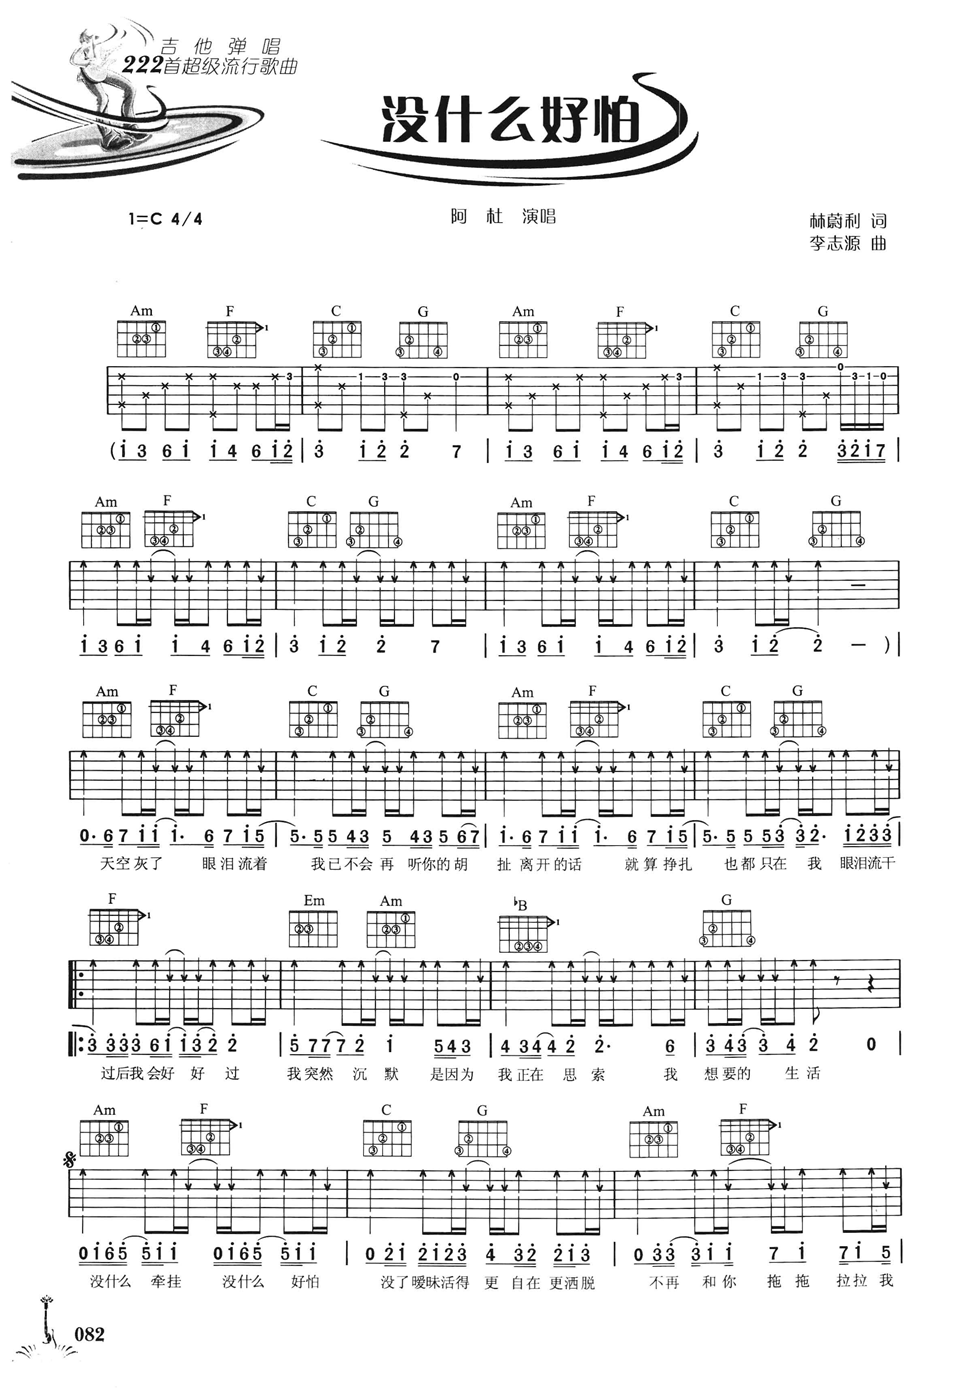 吉他弹唱
222首超级流行歌曲
没什么好怕
1=C 4/4
阿杜 演唱
林蔚利 词
李志源 曲
Am F C G Am F C G
(i 3 6 i i 4 6 i 2 | 3 i 2 2 7 | i 3 6 i i 4 6 i 2 | 3 i 2 2 3 2 i 7 |
Am F C G Am F C G
i 3 6 i i 4 6 i 2 | 3 i 2 2 7 | i 3 6 i i 4 6 i 2 | 3 i 2 2 — ) |
Am F C G Am F C G
0· 6 7 i i i· 6 7 i 5 | 5· 5 5 4 3 5 4 3 5 6 7 | i· 6 7 i i i· 6 7 i 5 | 5· 5 5 5 3 3 2· i 2 3 3 |
天空灰了 眼泪流着 我已不会再 听你的胡 扯 离开的话 就算挣扎 也都只在 我 眼泪流干
F Em Am ♭B G
3 3 3 3 6 i i 3 2 2 | 5 7 7 7 2 i 5 4 3 | 4 3 4 4 2 2· 6 | 3 4 3 3 4 2 0 |
过后我会好 好 过 我突然 沉 默 是因为 我正在 思 索 我 想要的 生 活
Am F C G Am F
0 i 6 5 5 i i 0 i 6 5 5 i i | 0 2 i 2 i 2 3 4 3 2 2 i 3 | 0 3 3 3 i i 7 i 7 i 5
没什么 牵挂 没什么 好怕 没了暧昧活得 更 自在 更洒脱 不再 和你 拖拖 拉拉 我
082